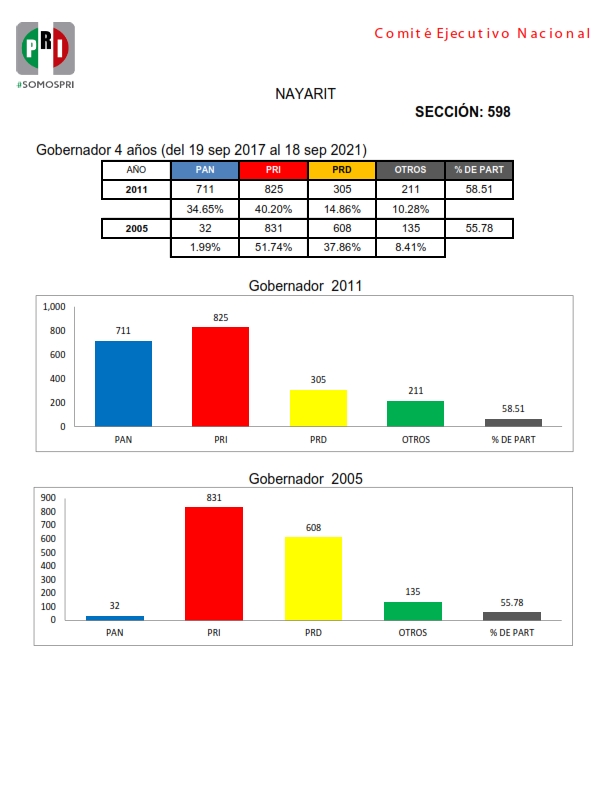 PRI
#SOMOSPRI
Comité Ejecutivo Nacional
NAYARIT
SECCIÓN: 598
Gobernador 4 años (del 19 sep 2017 al 18 sep 2021)
AÑO PAN PRI PRD OTROS % DE PART
2011 711 825 305 211 58.51
34.65% 40.20% 14.86% 10.28%
2005 32 831 608 135 55.78
1.99% 51.74% 37.86% 8.41%
Gobernador 2011
1,000
800
600
400
200
0
711
825
305
211
58.51
PAN PRI PRD OTROS % DE PART
Gobernador 2005
900
800
700
600
500
400
300
200
100
0
32
831
608
135
55.78
PAN PRI PRD OTROS % DE PART